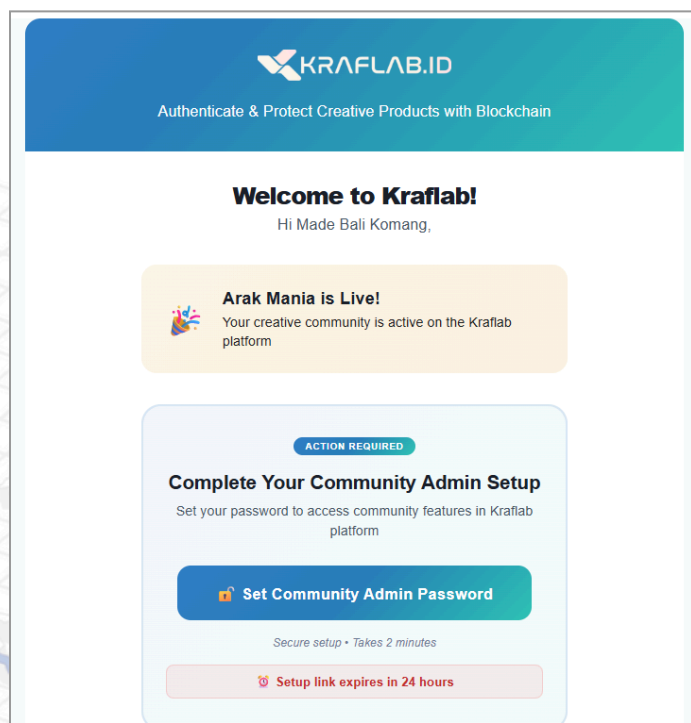 KRAFLAB.ID
Authenticate & Protect Creative Products with Blockchain
Welcome to Kraflab!
Hi Made Bali Komang,
Arak Mania is Live!
Your creative community is active on the Kraflab
platform
ACTION REQUIRED
Complete Your Community Admin Setup
Set your password to access community features in Kraflab
platform
Set Community Admin Password
Secure setup • Takes 2 minutes
Setup link expires in 24 hours